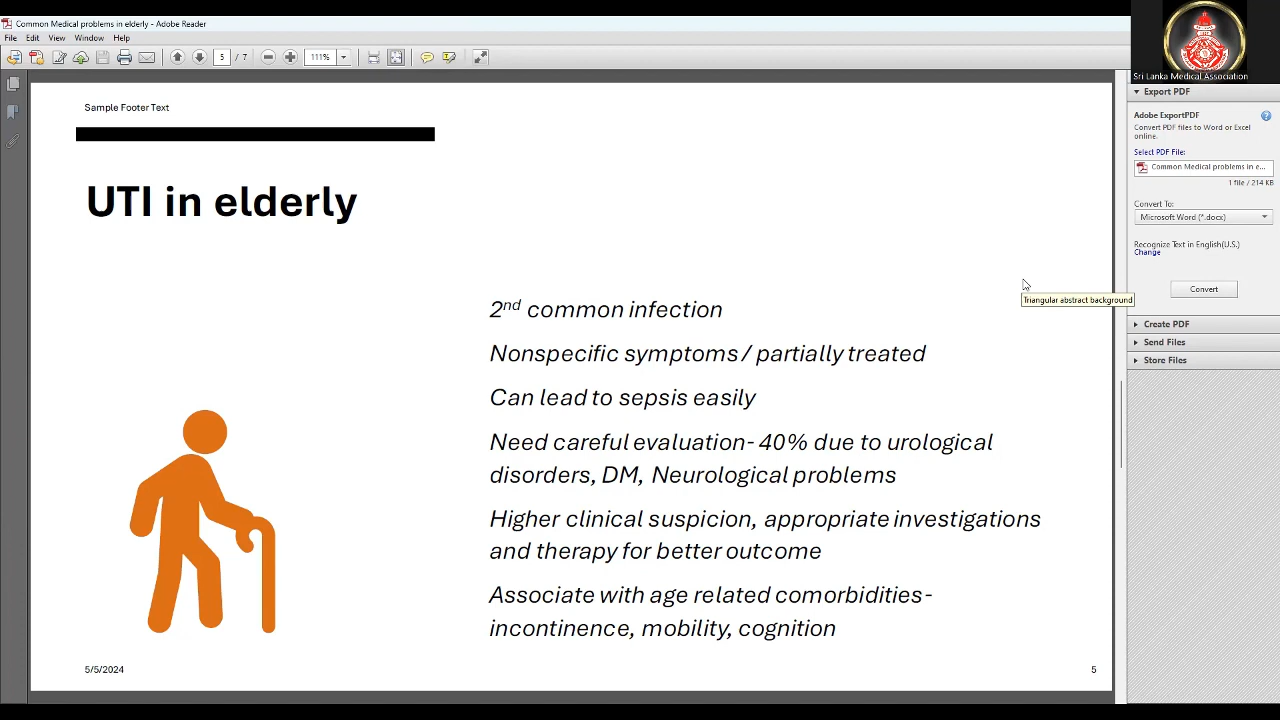 Common Medical problems in elderly - Adobe Reader
File Edit View Window Help
5 / 7 111%
Sri Lanka Medical Association
Sample Footer Text
UTI in elderly
2nd common infection
Nonspecific symptoms / partially treated
Can lead to sepsis easily
Need careful evaluation- 40% due to urological
disorders, DM, Neurological problems
Higher clinical suspicion, appropriate investigations
and therapy for better outcome
Associate with age related comorbidities-
incontinence, mobility, cognition
5/5/2024
5
Triangular abstract background
Export PDF
Adobe ExportPDF
Convert PDF files to Word or Excel
online.
Select PDF File:
Common Medical problems in e...
1 file / 214 KB
Convert To:
Microsoft Word (*.docx)
Recognize Text in English(U.S.)
Change
Convert
Create PDF
Send Files
Store Files